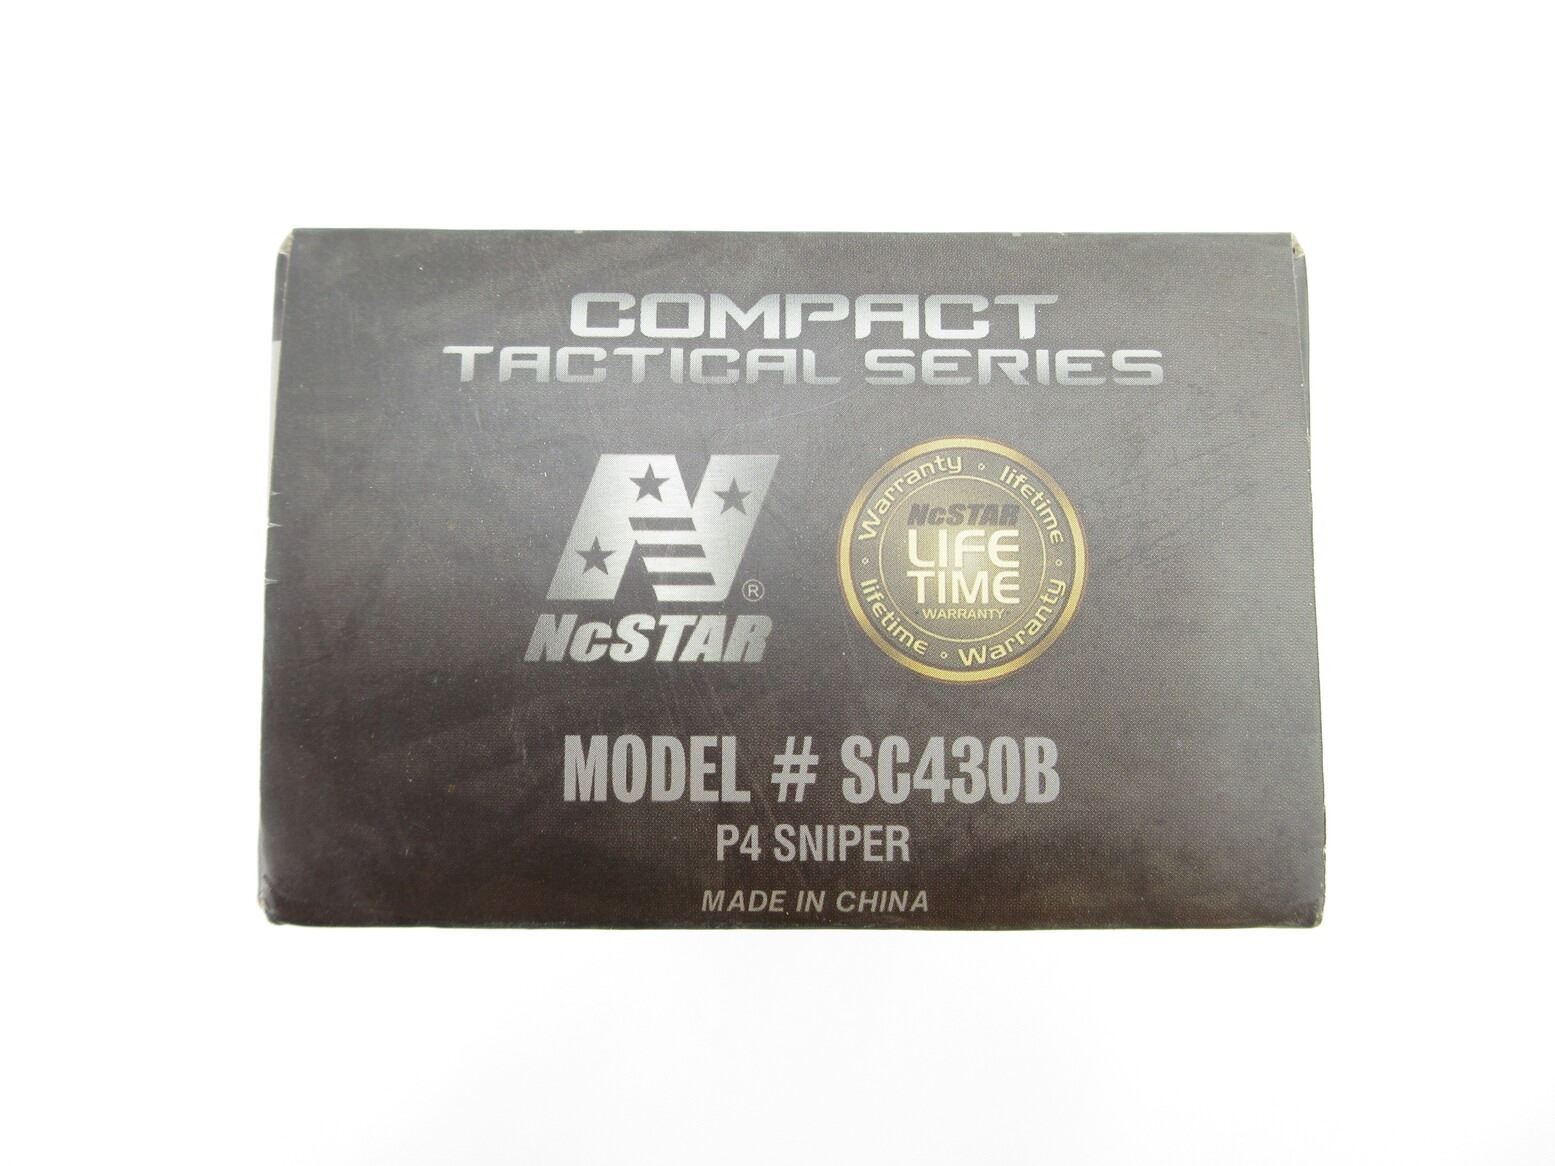 COMPACT
TACTICAL SERIES
®
NcSTAR
Warranty • lifetime • Warranty • lifetime •
NcSTAR
LIFE
TIME
WARRANTY
MODEL # SC430B
P4 SNIPER
MADE IN CHINA